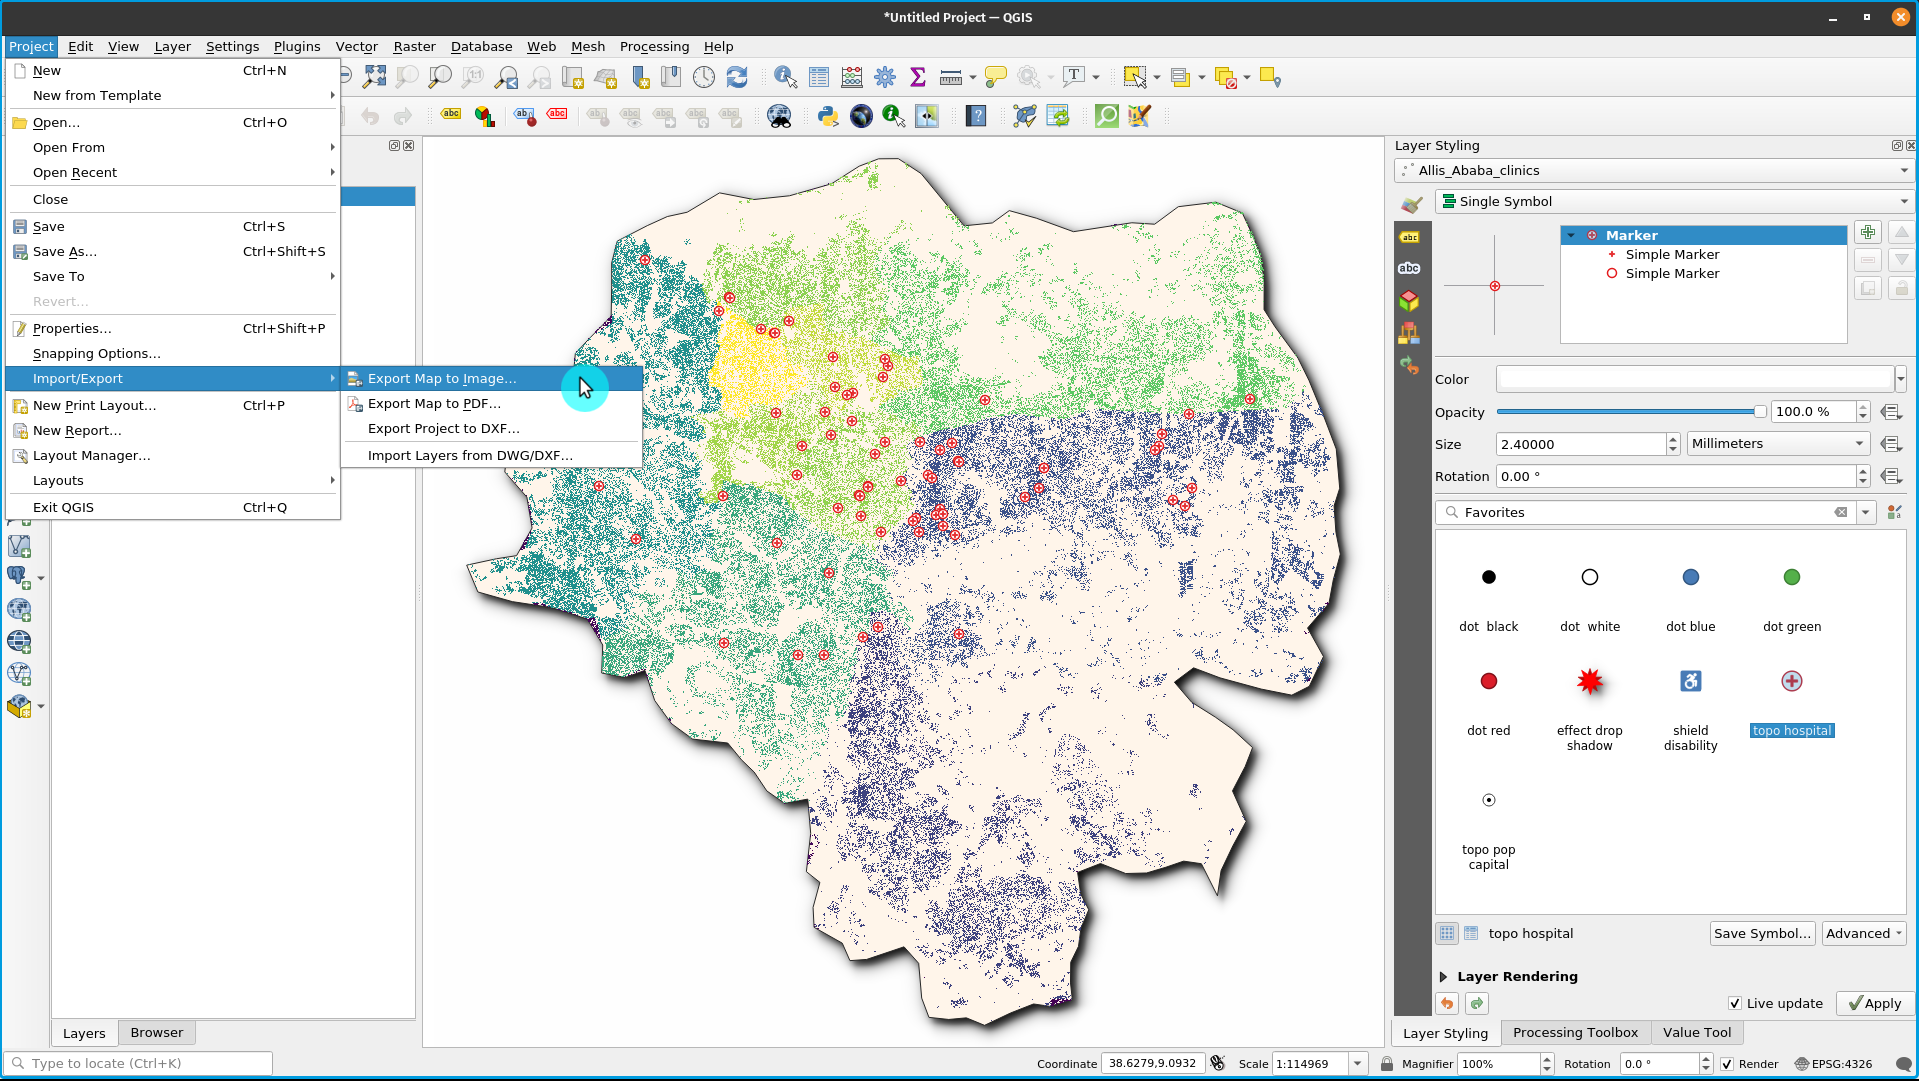 *Untitled Project — QGIS
Project Edit View Layer Settings Plugins Vector Raster Database Web Mesh Processing Help
New Ctrl+N
New from Template
Open... Ctrl+O
Open From
Open Recent
Close
Save Ctrl+S
Save As... Ctrl+Shift+S
Save To
Revert...
Properties... Ctrl+Shift+P
Snapping Options...
Import/Export
New Print Layout... Ctrl+P
New Report...
Layout Manager...
Layouts
Exit QGIS Ctrl+Q
Export Map to Image...
Export Map to PDF...
Export Project to DXF...
Import Layers from DWG/DXF...
Layers Browser
Layer Styling
Allis_Ababa_clinics
Single Symbol
Marker
Simple Marker
Simple Marker
Color
Opacity 100.0 %
Size 2.40000 Millimeters
Rotation 0.00 °
Favorites
dot black
dot white
dot blue
dot green
dot red
effect drop
shadow
shield
disability
topo hospital
topo pop
capital
topo hospital Save Symbol... Advanced
Layer Rendering
Live update Apply
Layer Styling Processing Toolbox Value Tool
Type to locate (Ctrl+K) Coordinate 38.6279,9.0932 Scale 1:114969 Magnifier 100% Rotation 0.0 ° Render EPSG:4326